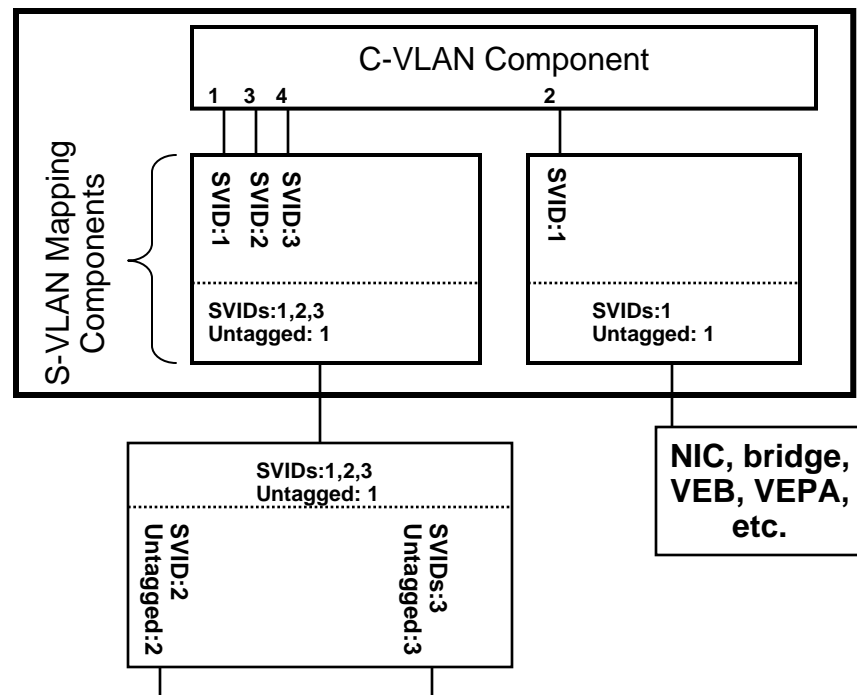 C-VLAN Component
1 3 4 2
S-VLAN Mapping
Components
SVID:1
SVID:2
SVID:3
SVID:1
SVIDs:1,2,3
Untagged: 1
SVIDs:1
Untagged: 1
SVIDs:1,2,3
Untagged: 1
NIC, bridge,
VEB, VEPA,
etc.
SVID:2
Untagged:2
SVIDs:3
Untagged:3